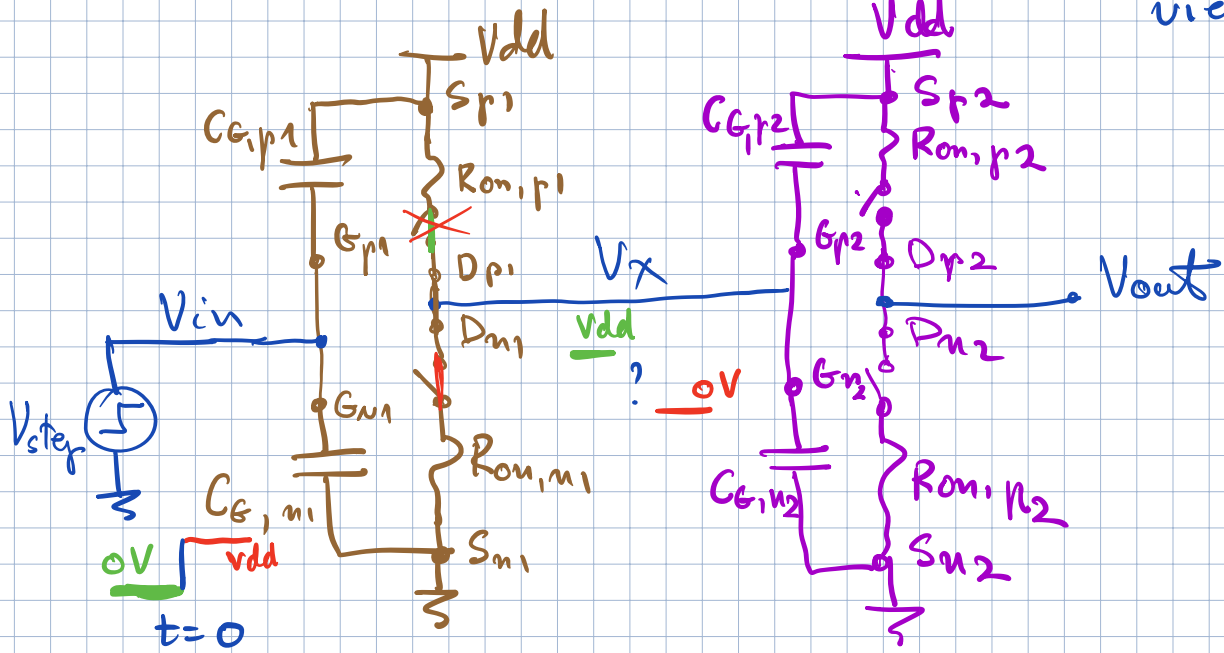 vie
Vdd
Vdd
Sp1
Sp2
CG,p1
CG,p2
Ron,p1
Ron,p2
Gp1
Gp2
Dp1
Dp2
Vx
Vout
Vin
Dn1
Dn2
Vdd
?
0V
GN1
Gn2
Vstep
Ron,n1
Ron,n2
CG,n1
CG,n2
Sn1
Sn2
0V
Vdd
t=0